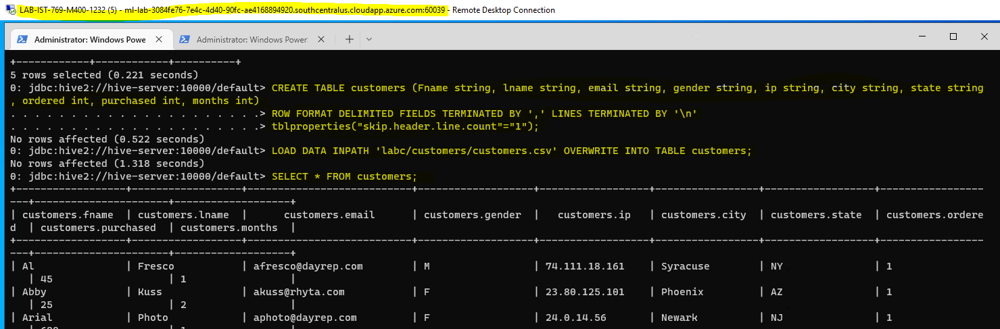 LAB-IST-769-M400-1232 (5) - ml-lab-3084fe76-7e4c-4d40-90fc-ae4168894920.southcentralus.cloudapp.azure.com:60039 - Remote Desktop Connection
Administrator: Windows Powe Administrator: Windows Power
+------------+------------+----------+
5 rows selected (0.221 seconds)
0: jdbc:hive2://hive-server:10000/default> CREATE TABLE customers (Fname string, lname string, email string, gender string, ip string, city string, state string
, ordered int, purchased int, months int)
. . . . . . . . . . . . . . . . . . . . .> ROW FORMAT DELIMITED FIELDS TERMINATED BY ',' LINES TERMINATED BY '\n'
. . . . . . . . . . . . . . . . . . . . .> tblproperties("skip.header.line.count"="1");
No rows affected (0.522 seconds)
0: jdbc:hive2://hive-server:10000/default> LOAD DATA INPATH 'labc/customers/customers.csv' OVERWRITE INTO TABLE customers;
No rows affected (1.318 seconds)
0: jdbc:hive2://hive-server:10000/default> SELECT * FROM customers;
+------------------+------------------+---------------------------+-------------------+------------------+-----------------+------------------+-----------------
---+----------------------+-------------------+
| customers.fname | customers.lname | customers.email | customers.gender | customers.ip | customers.city | customers.state | customers.ordere
d | customers.purchased | customers.months |
+------------------+------------------+---------------------------+-------------------+------------------+-----------------+------------------+-----------------
---+----------------------+-------------------+
| Al | Fresco | afresco@dayrep.com | M | 74.111.18.161 | Syracuse | NY | 1
| 45 | 1 |
| Abby | Kuss | akuss@rhyta.com | F | 23.80.125.101 | Phoenix | AZ | 1
| 25 | 2 |
| Arial | Photo | aphoto@dayrep.com | F | 24.0.14.56 | Newark | NJ | 1
| 680 | 1 |